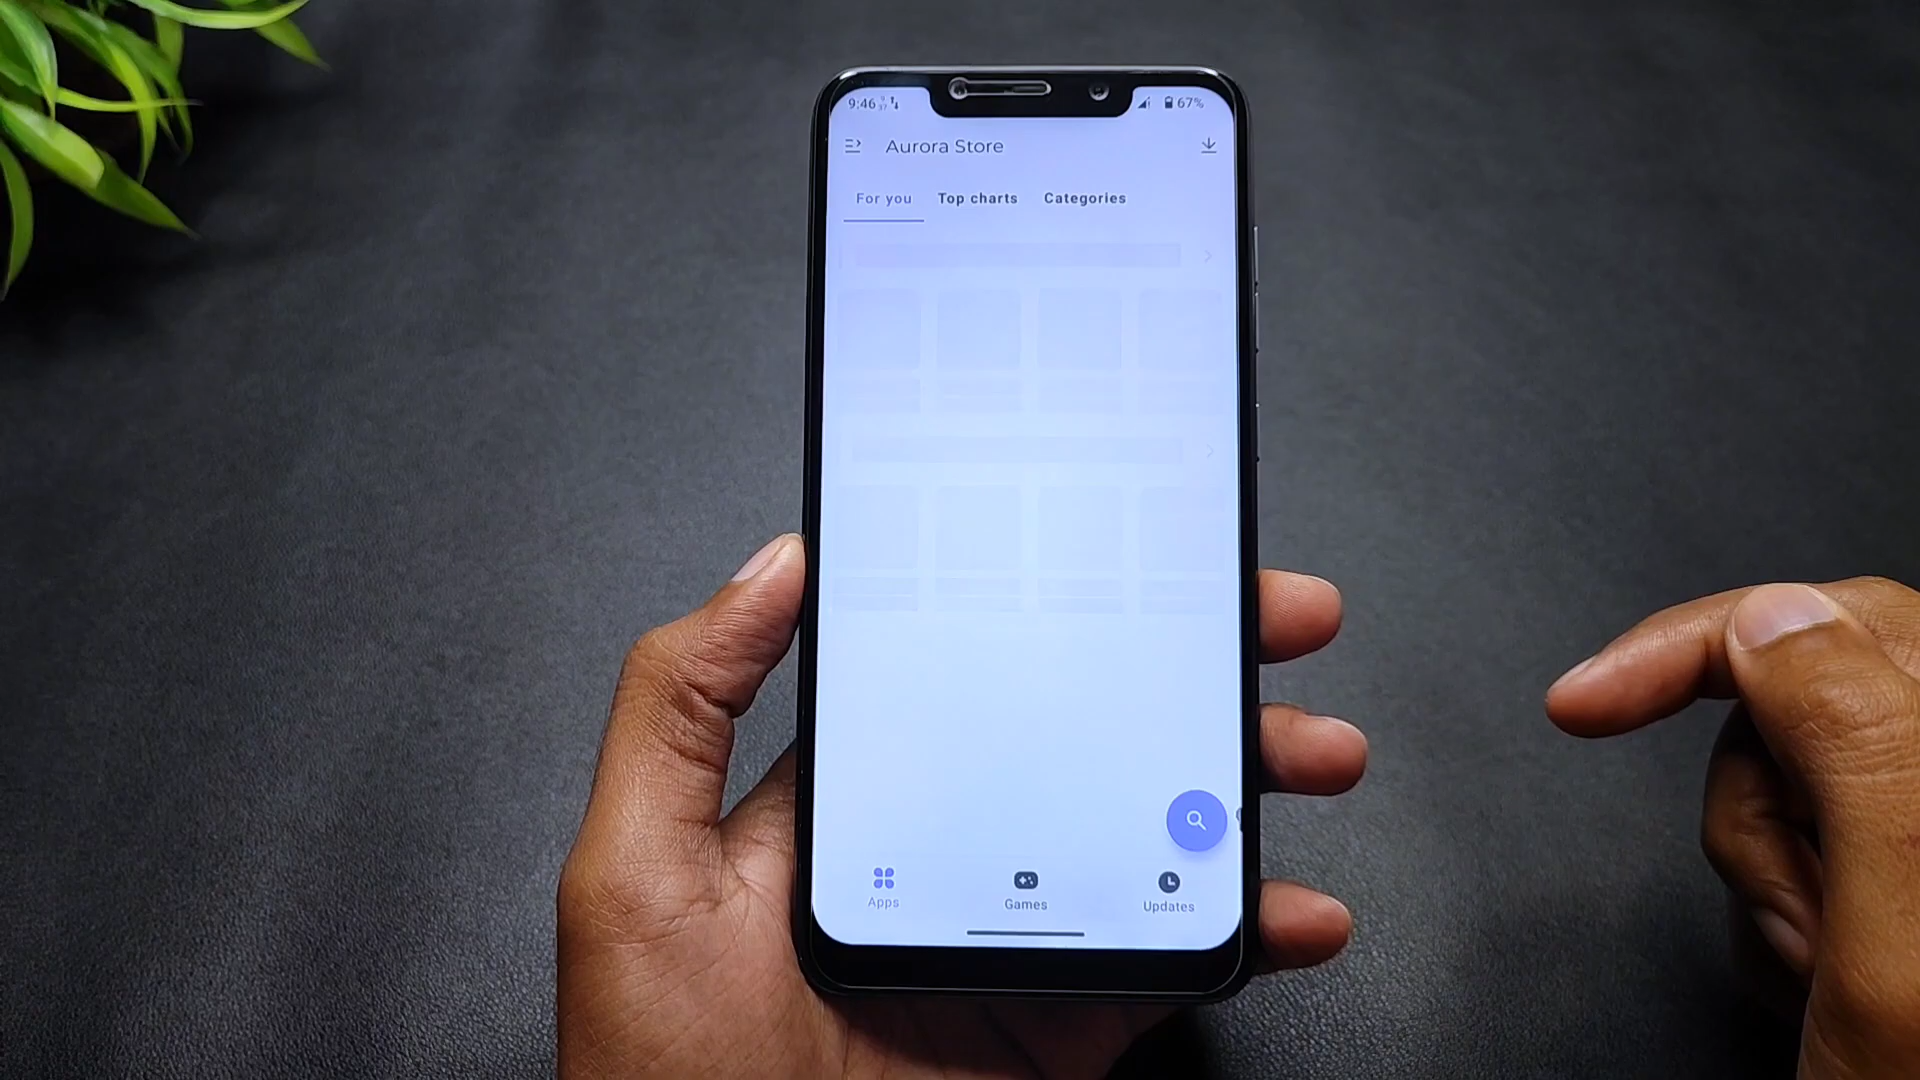 9:46
67%
Aurora Store
For you Top charts Categories
Apps Games Updates